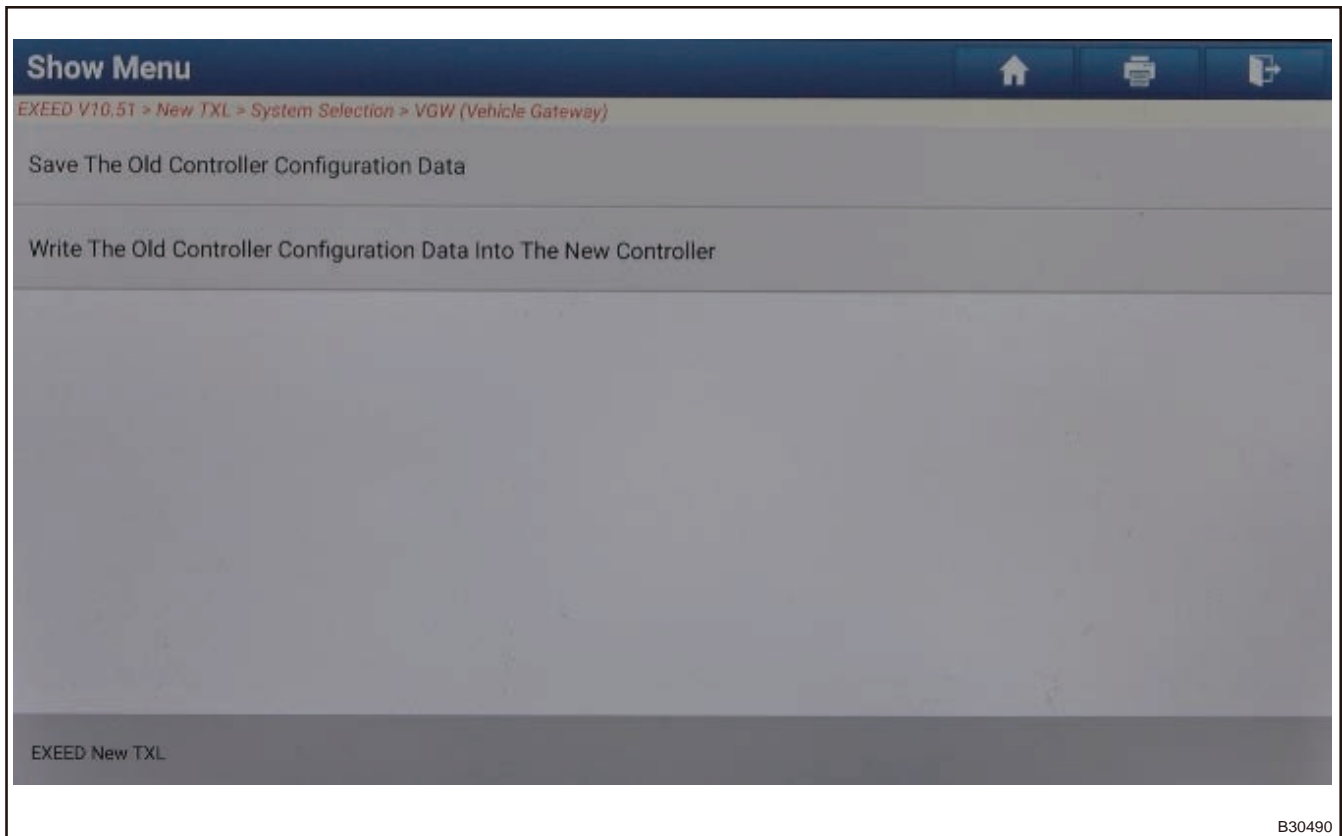 Show Menu
EXEED V10.51 > New TXL > System Selection > VGW (Vehicle Gateway)
Save The Old Controller Configuration Data
Write The Old Controller Configuration Data Into The New Controller
EXEED New TXL
B30490